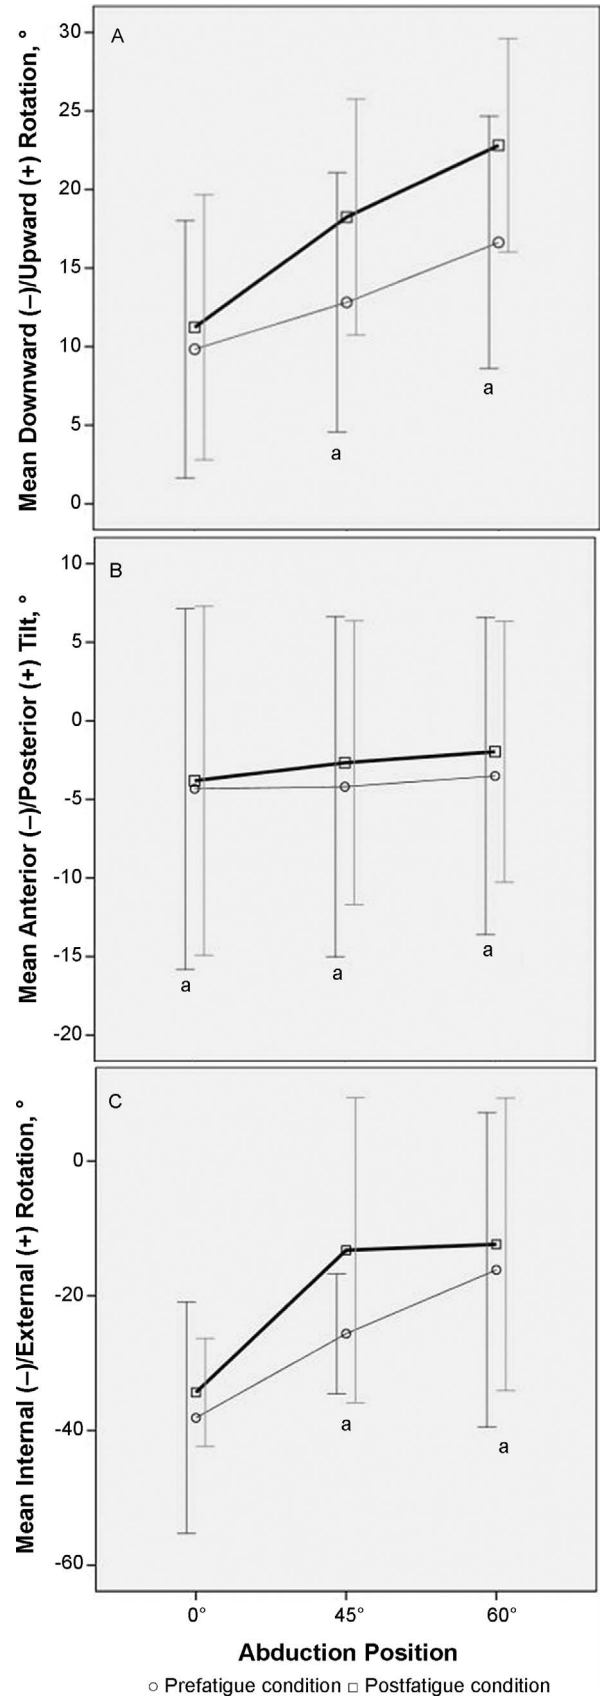 Mean Downward (–)/Upward (+) Rotation, °
A
30
25
20
15
10
5
0
a
a
Mean Anterior (–)/Posterior (+) Tilt, °
B
10
5
0
-5
-10
-15
-20
a
a
a
Mean Internal (–)/External (+) Rotation, °
C
0
-20
-40
-60
a
a
0° 45° 60°
Abduction Position
○ Prefatigue condition □ Postfatigue condition